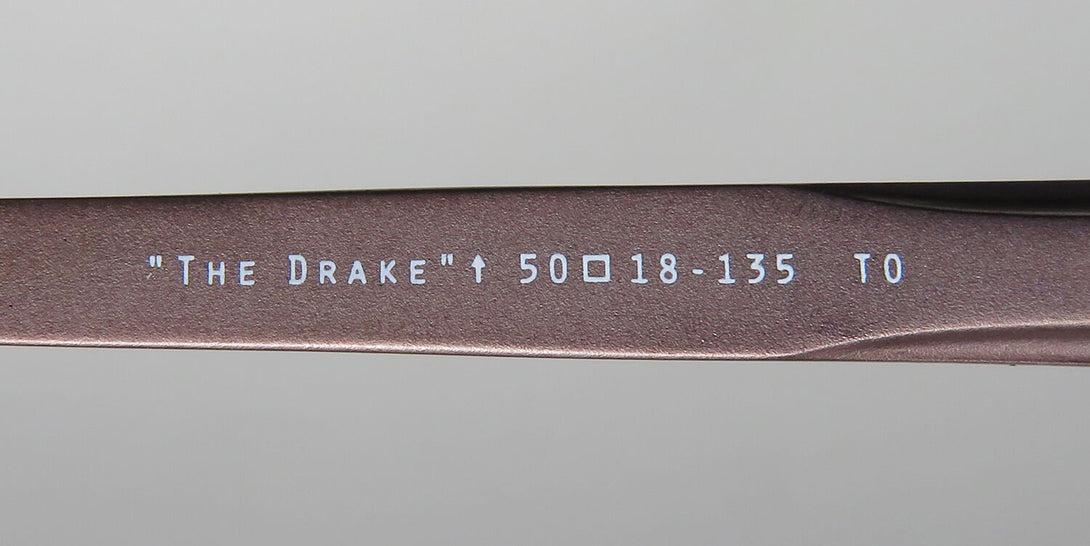 "THE DRAKE"↑ 50□18-135 TO